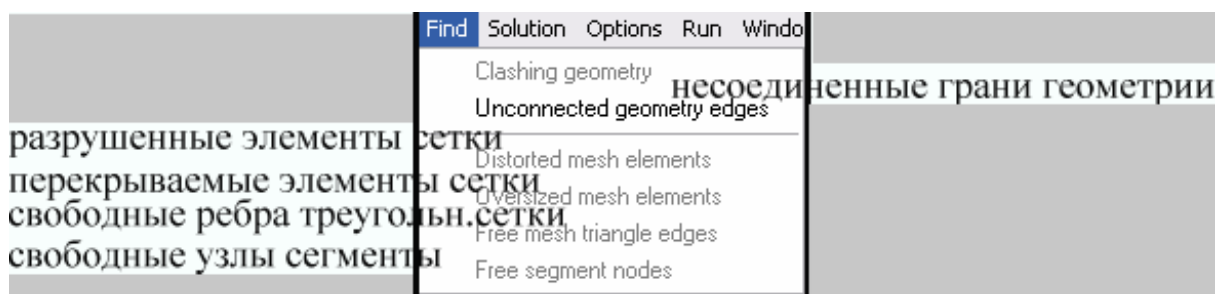 Find Solution Options Run Windo
Clashing geometry
несоединенные грани геометрии
Unconnected geometry edges
разрушенные элементы сетки
Distorted mesh elements
перекрываемые элементы сетки
Oversized mesh elements
свободные ребра треугольн.сетки
Free mesh triangle edges
свободные узлы сегменты
Free segment nodes